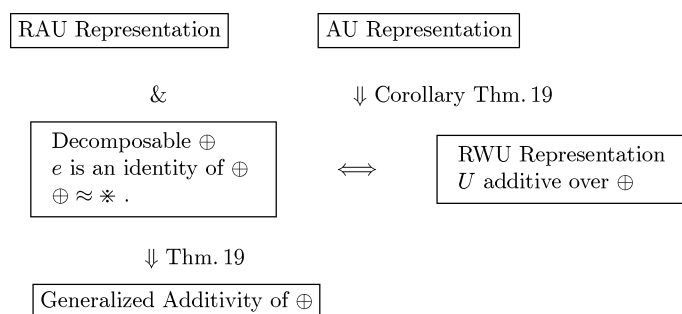 RAU Representation
AU Representation
&
⇓ Corollary Thm. 19
Decomposable ⊕
e is an identity of ⊕
⊕ ≈ ⋇ .
⟺
RWU Representation
U additive over ⊕
⇓ Thm. 19
Generalized Additivity of ⊕